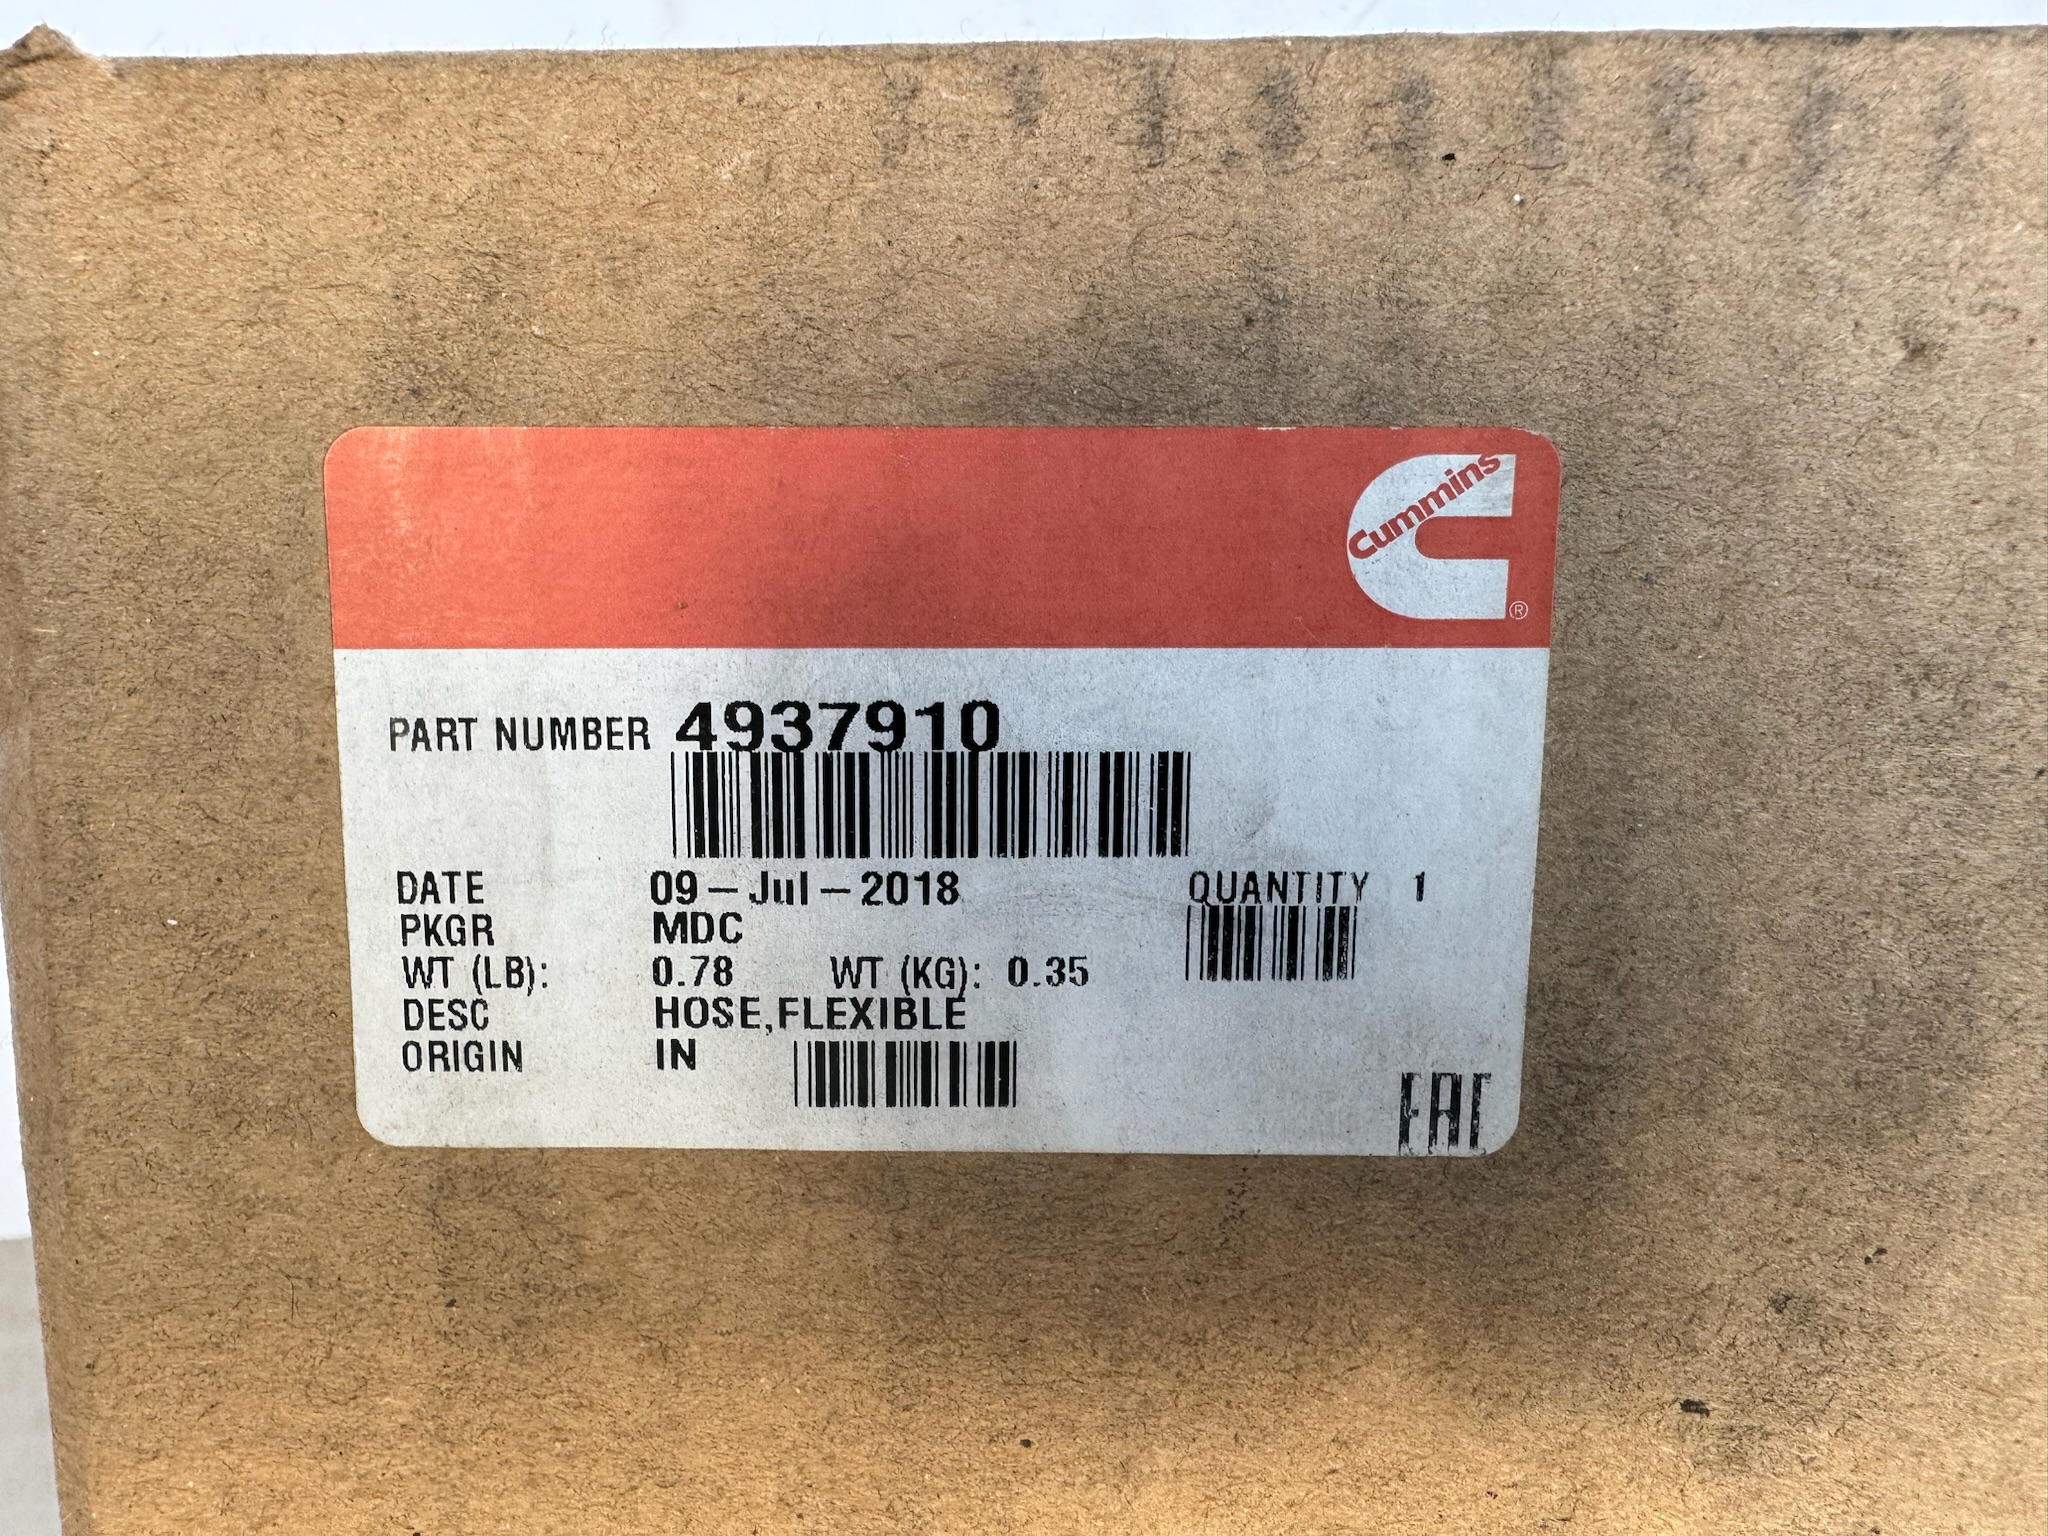 Cummins
®
PART NUMBER 4937910
DATE 09-Jul-2018 QUANTITY 1
PKGR MDC
WT (LB): 0.78 WT (KG): 0.35
DESC HOSE,FLEXIBLE
ORIGIN IN
EAC